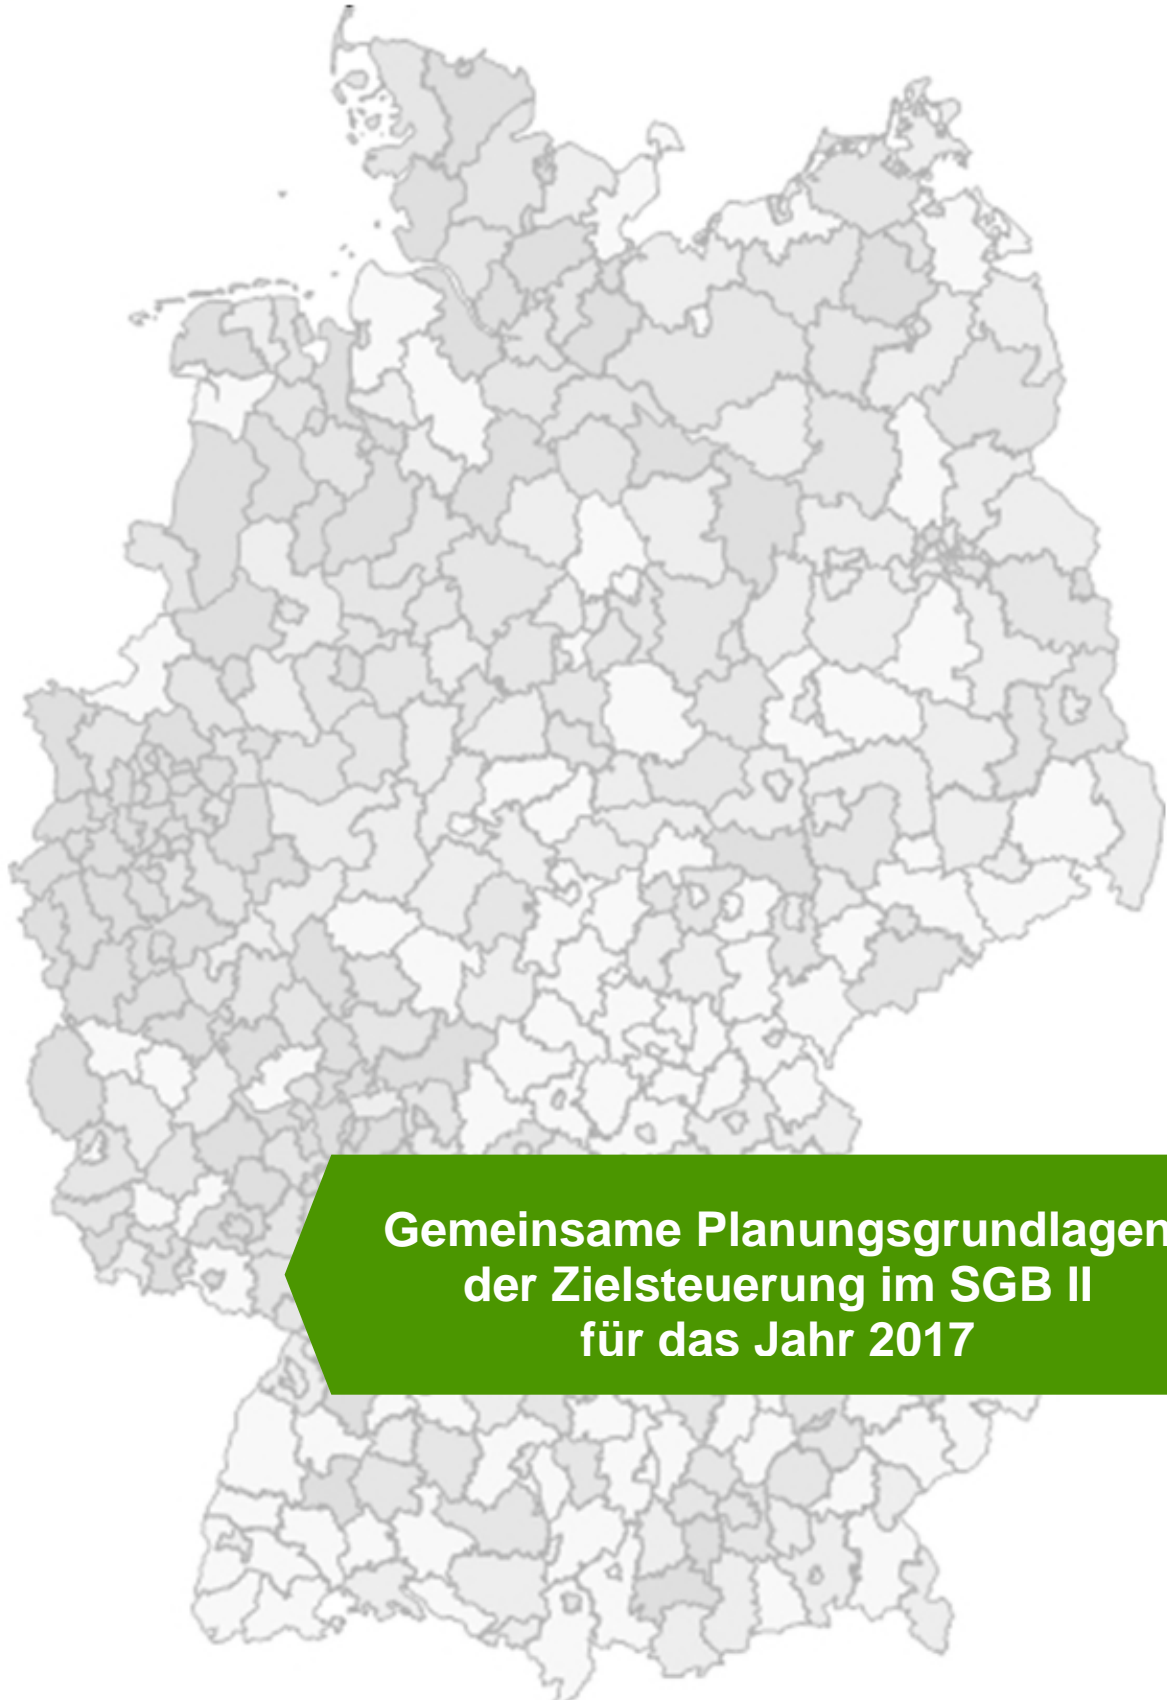 Gemeinsame Planungsgrundlagen
der Zielsteuerung im SGB II
für das Jahr 2017